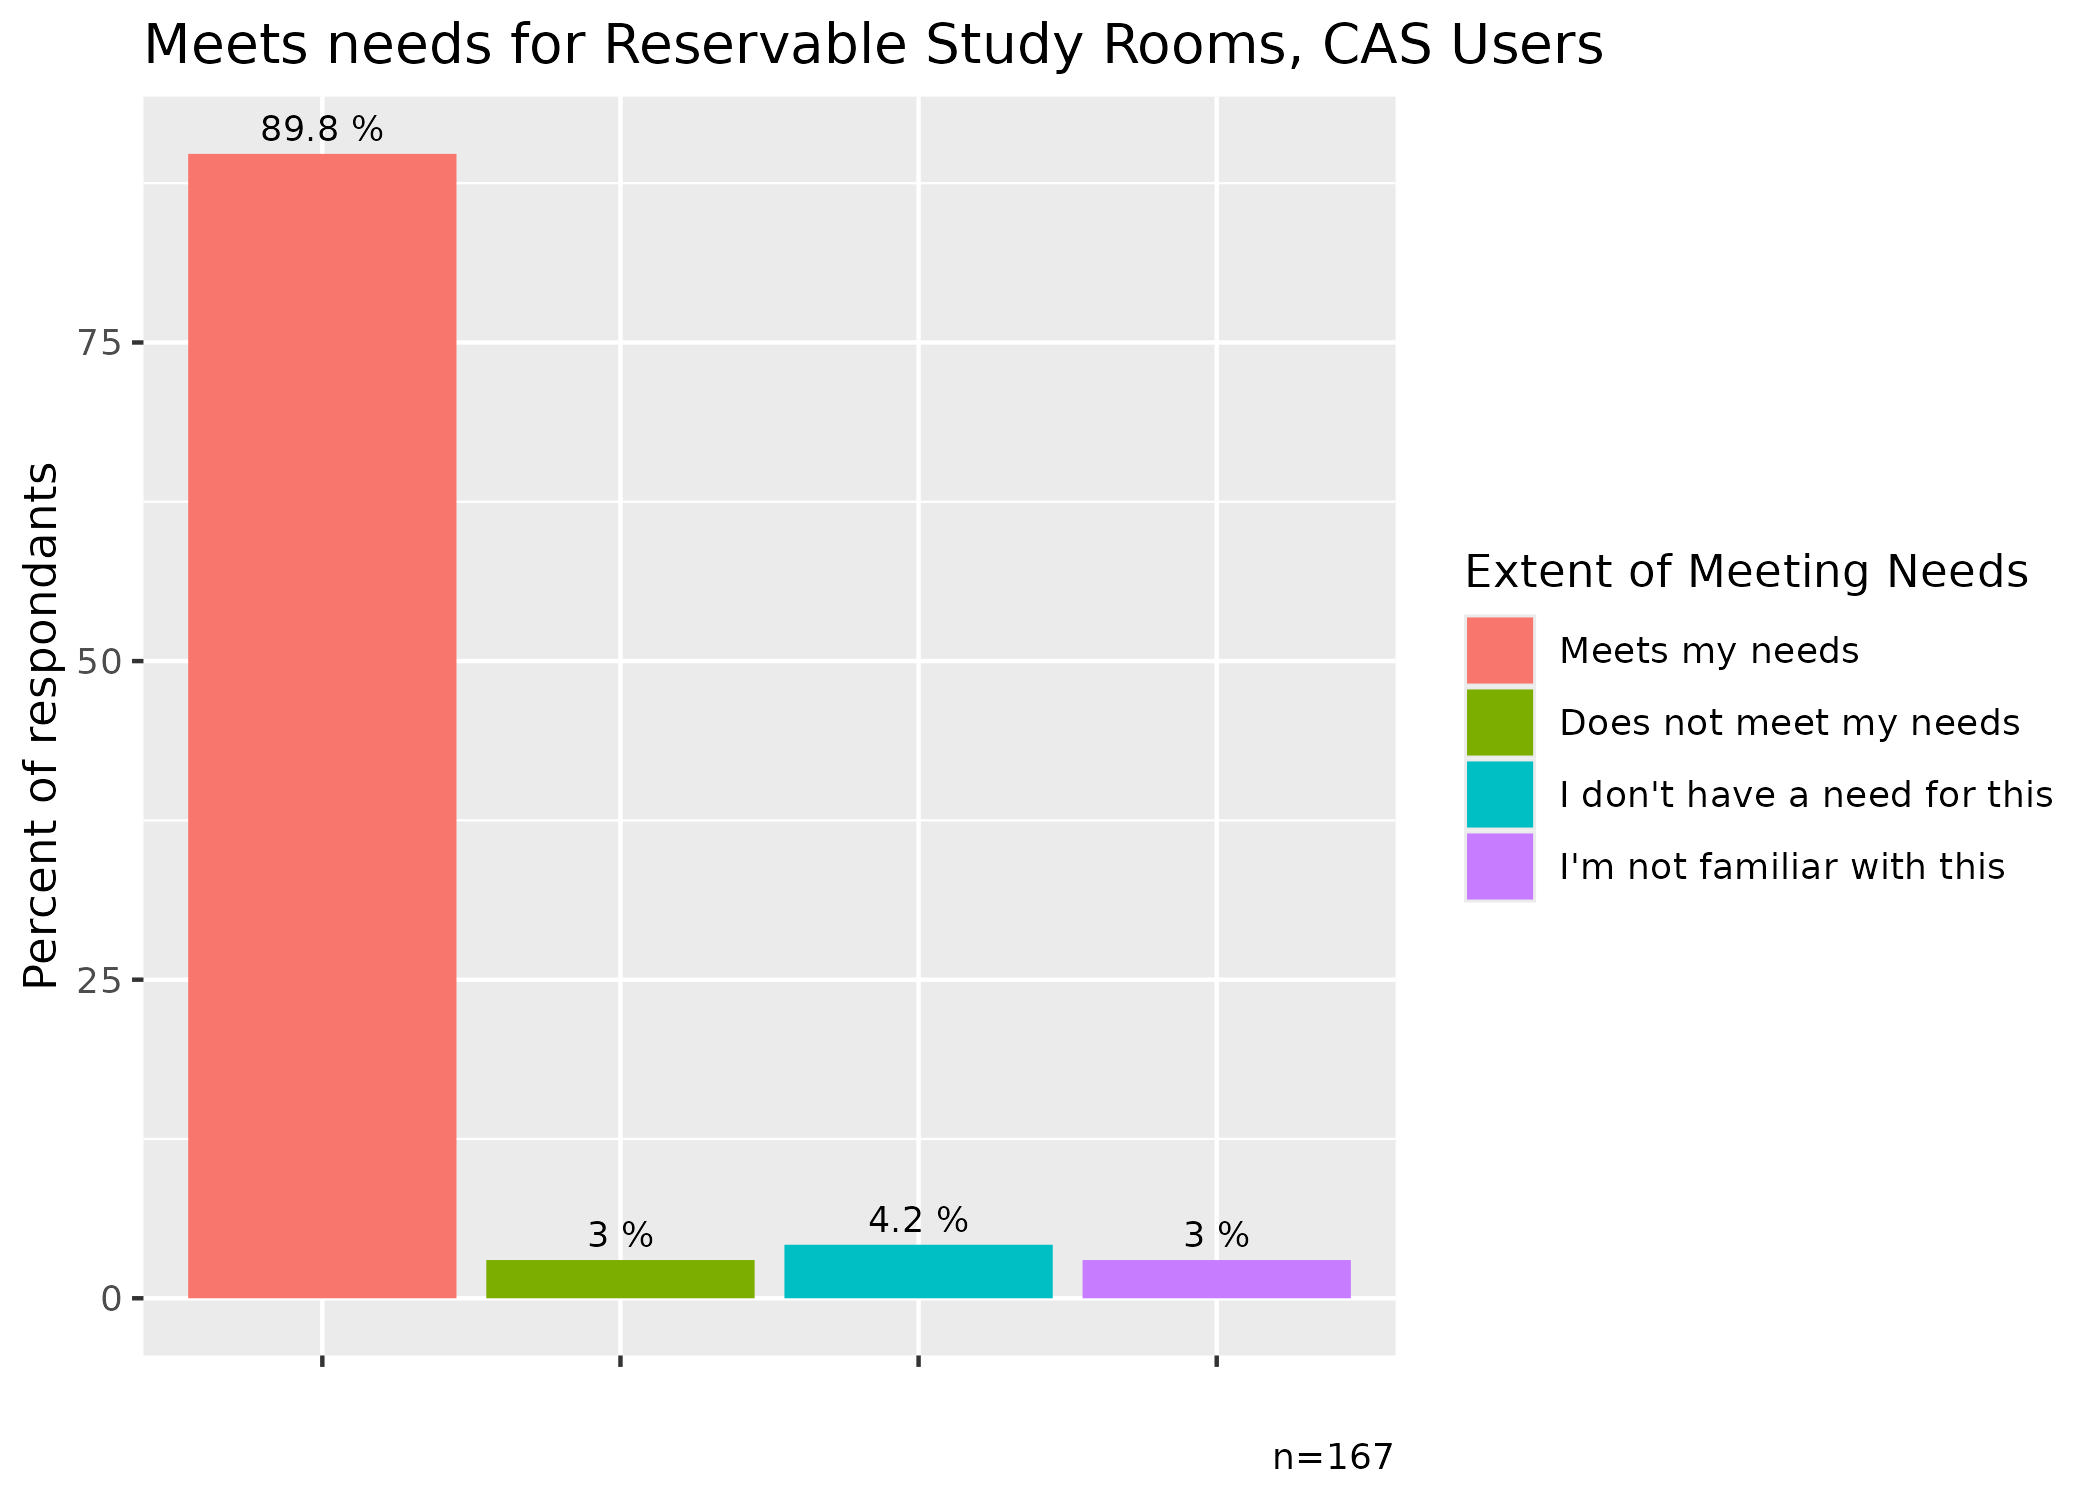 Meets needs for Reservable Study Rooms, CAS Users
89.8 %
3 %
4.2 %
3 %
75
50
25
0
Percent of respondants
Extent of Meeting Needs
Meets my needs
Does not meet my needs
I don't have a need for this
I'm not familiar with this
n=167